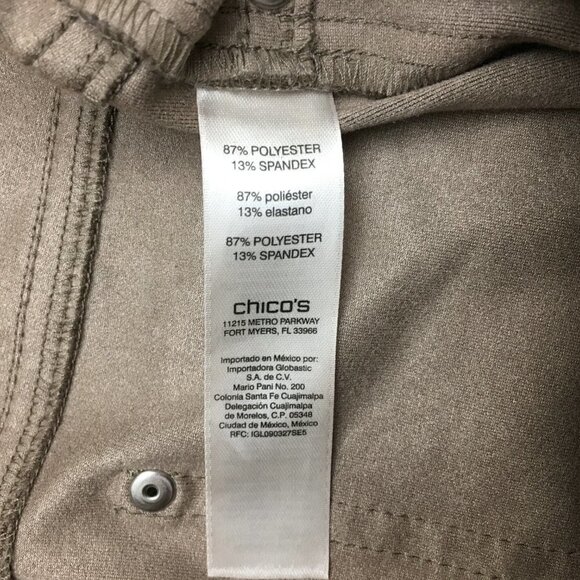 87% POLYESTER
13% SPANDEX
87% poliéster
13% elastano
87% POLYESTER
13% SPANDEX
chico's
11215 METRO PARKWAY
FORT MYERS, FL 33966
Importado en México por:
Importadora Globastic
S.A. de C.V.
Mario Pani No. 200
Colonía Santa Fe Cuajimlpa
Delegación Cuajimalpa
de Morelos, C.P. 05348
Ciudad de México, México
RFC: IGL090327SE5